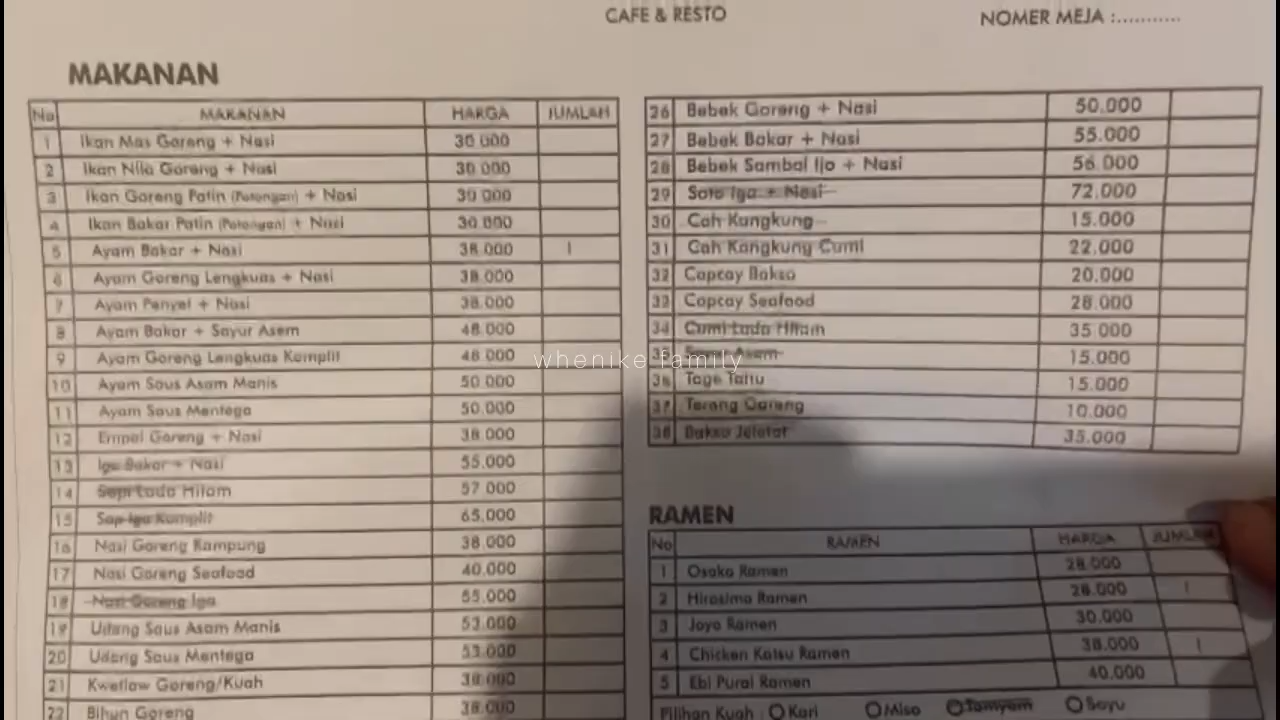 CAFE & RESTO
NOMER MEJA :...........
MAKANAN
No MAKANAN HARGA JUMLAH
1 Ikan Mas Goreng + Nasi 30.000
2 Ikan Nila Goreng + Nasi 30.000
3 Ikan Goreng Patin (Potongan) + Nasi 30.000
4 Ikan Bakar Patin (Potongan) + Nasi 30.000
5 Ayam Bakar + Nasi 38.000 1
6 Ayam Goreng Lengkuas + Nasi 38.000
7 Ayam Penyet + Nasi 38.000
8 Ayam Bakar + Sayur Asem 48.000
9 Ayam Goreng Lengkuas Komplit 48.000
10 Ayam Saus Asam Manis 50.000
11 Ayam Saus Mentega 50.000
12 Empal Goreng + Nasi 38.000
13 Iga Bakar + Nasi 55.000
14 Sapi Lada Hitam 57.000
15 Sop Iga Komplit 65.000
16 Nasi Goreng Kampung 38.000
17 Nasi Goreng Seafood 40.000
18 Nasi Goreng Iga 55.000
19 Udang Saus Asam Manis 53.000
20 Udang Saus Mentega 53.000
21 Kwetiaw Goreng/Kuah 38.000
22 Bihun Goreng 38.000
26 Bebek Goreng + Nasi 50.000
27 Bebek Bakar + Nasi 55.000
28 Bebek Sambal Ijo + Nasi 56.000
29 Soto Iga + Nasi 72.000
30 Cah Kangkung 15.000
31 Cah Kangkung Cumi 22.000
32 Capcay Bakso 20.000
33 Capcay Seafood 28.000
34 Cumi Lada Hitam 35.000
35 Sayur Asem 15.000
36 Toge Tahu 15.000
37 Terong Goreng 10.000
38 Bakso Jelatot 35.000
whenike family
RAMEN
No RAMEN HARGA JUMLAH
1 Osaka Ramen 28.000
2 Hirosima Ramen 28.000 1
3 Joyo Ramen 30.000
4 Chicken Katsu Ramen 38.000 1
5 Ebi Purai Ramen 40.000
Pilihan Kuah : Kari Miso Tomyam Soyu